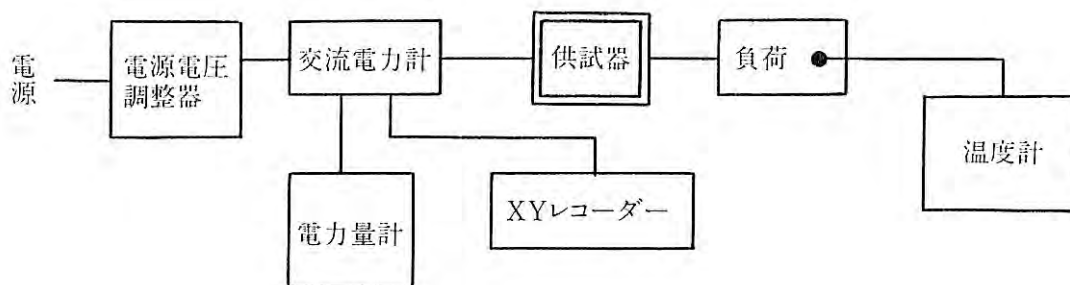 電源
電源電圧
調整器
交流電力計
供試器
負荷
温度計
電力量計
XYレコーダー